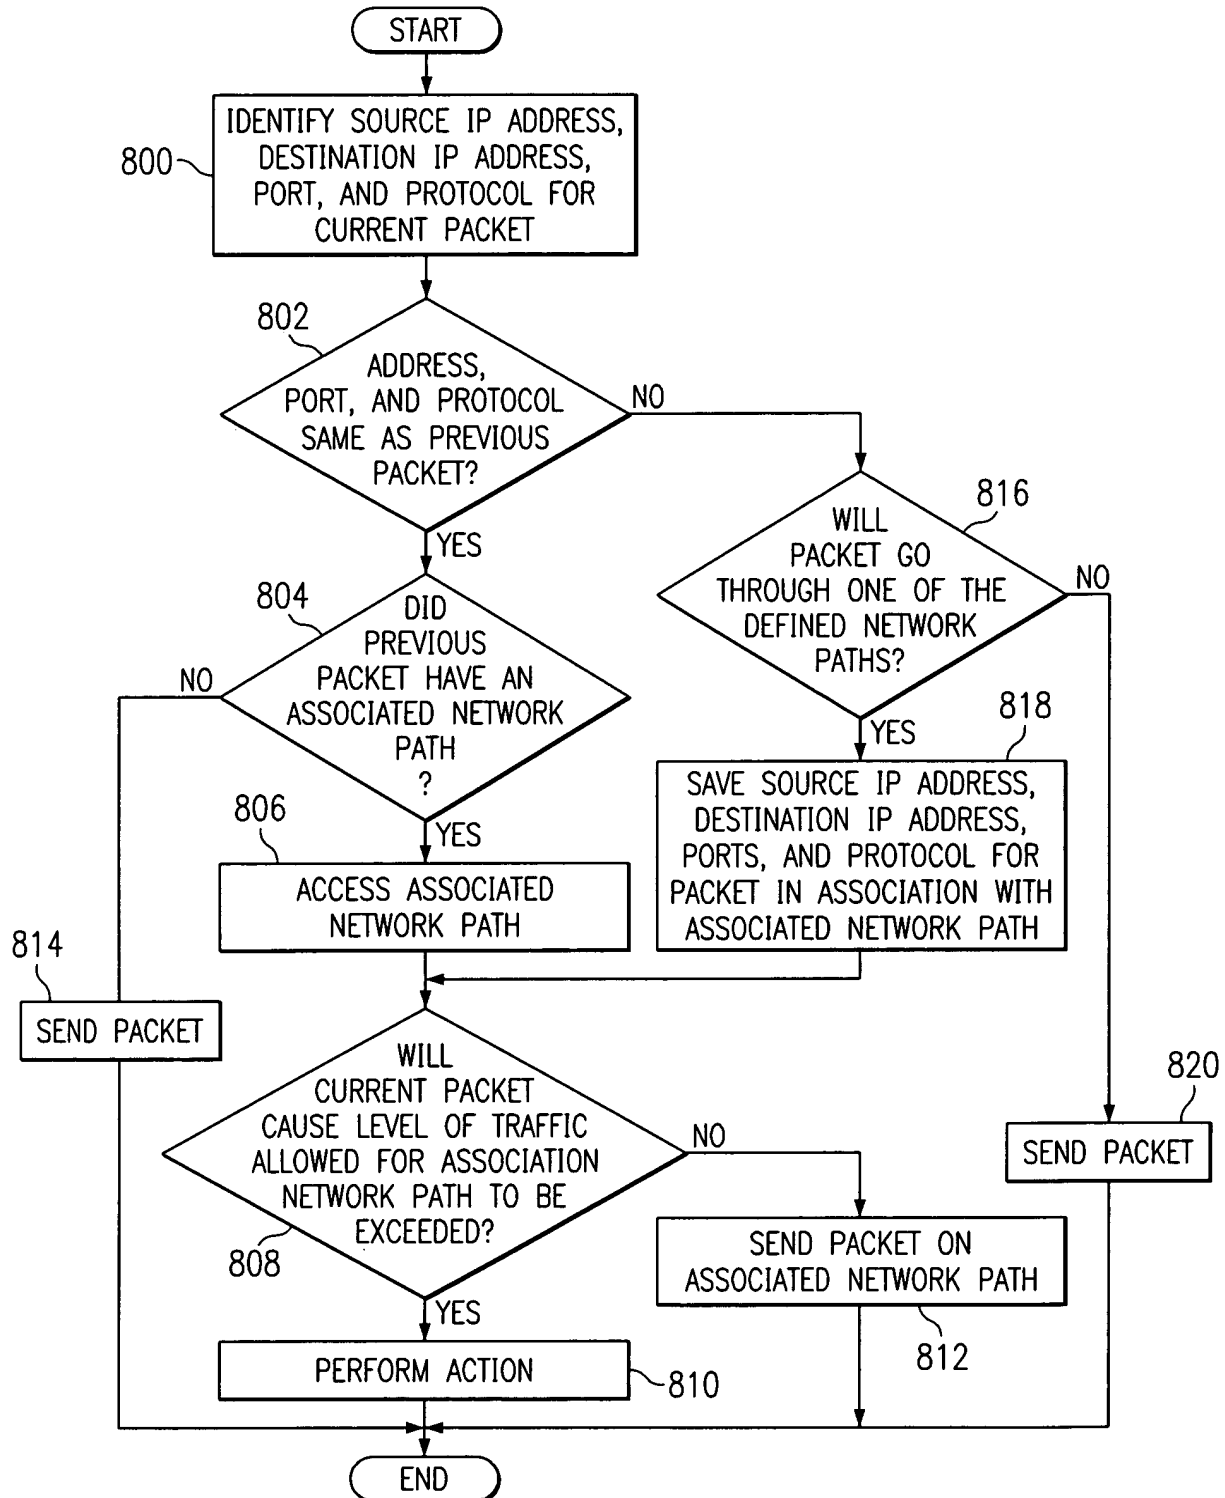 START
800
IDENTIFY SOURCE IP ADDRESS,
DESTINATION IP ADDRESS,
PORT, AND PROTOCOL FOR
CURRENT PACKET
802
ADDRESS,
PORT, AND PROTOCOL
SAME AS PREVIOUS
PACKET?
NO
YES
816
WILL
PACKET GO
THROUGH ONE OF THE
DEFINED NETWORK
PATHS?
NO
YES
804
DID
PREVIOUS
PACKET HAVE AN
ASSOCIATED NETWORK
PATH
?
NO
YES
818
SAVE SOURCE IP ADDRESS,
DESTINATION IP ADDRESS,
PORTS, AND PROTOCOL FOR
PACKET IN ASSOCIATION WITH
ASSOCIATED NETWORK PATH
806
ACCESS ASSOCIATED
NETWORK PATH
814
SEND PACKET
WILL
CURRENT PACKET
CAUSE LEVEL OF TRAFFIC
ALLOWED FOR ASSOCIATION
NETWORK PATH TO BE
EXCEEDED?
808
NO
YES
820
SEND PACKET
SEND PACKET ON
ASSOCIATED NETWORK PATH
812
PERFORM ACTION
810
END